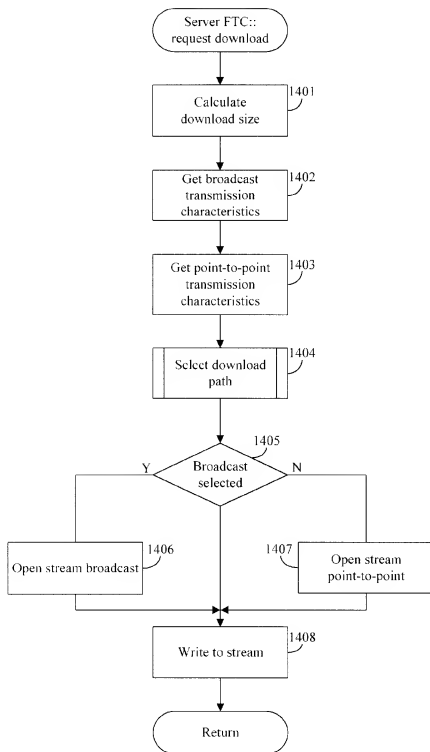 Server FTC::
request download
1401
Calculate
download size
1402
Get broadcast
transmission
characteristics
1403
Get point-to-point
transmission
characteristics
1404
Select download
path
1405
Y
Broadcast
selected
N
1406
Open stream broadcast
1407
Open stream
point-to-point
1408
Write to stream
Return